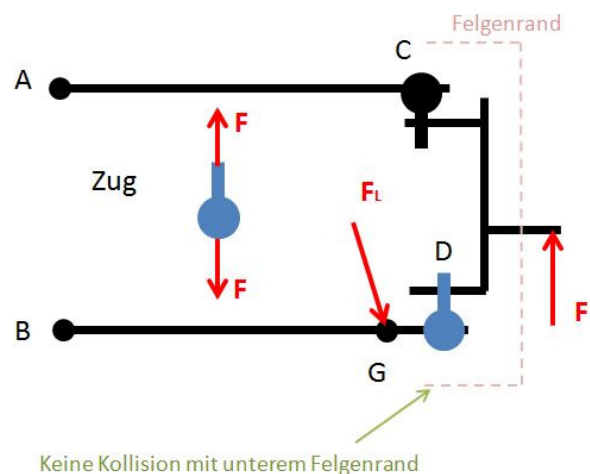 Felgenrand
C
A
F
Zug
FL
D
F
F
B
G
Keine Kollision mit unterem Felgenrand